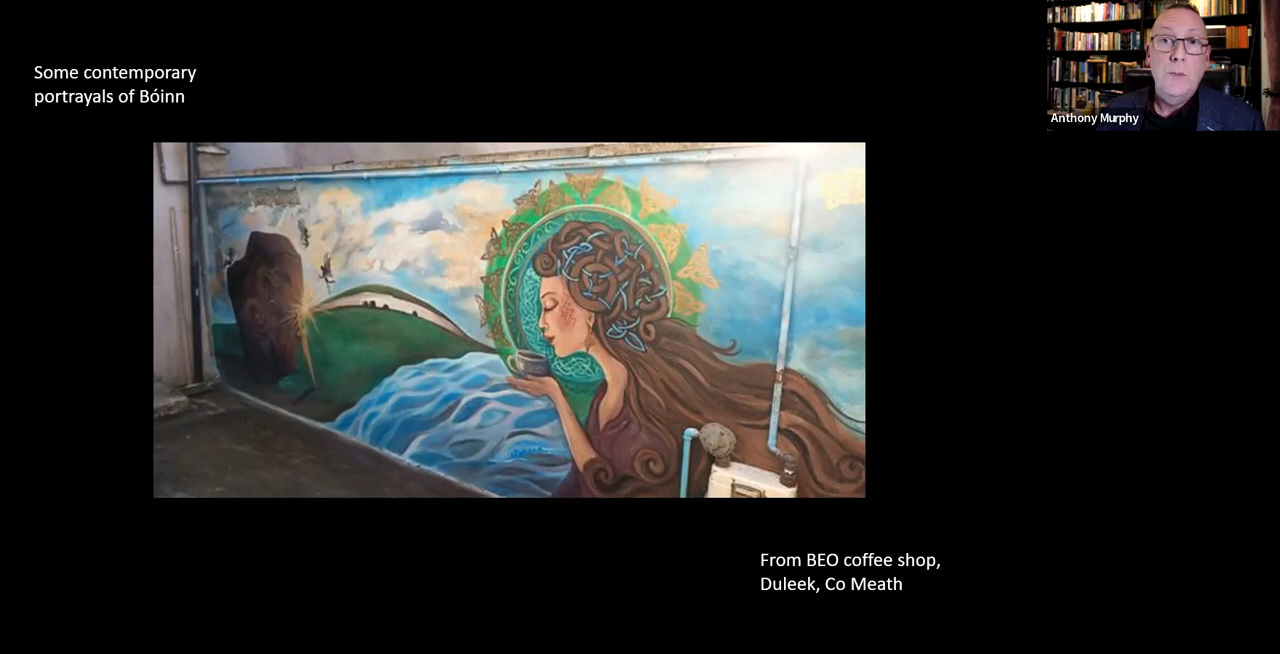 Some contemporary
portrayals of Bóinn
Anthony Murphy
From BEO coffee shop,
Duleek, Co Meath